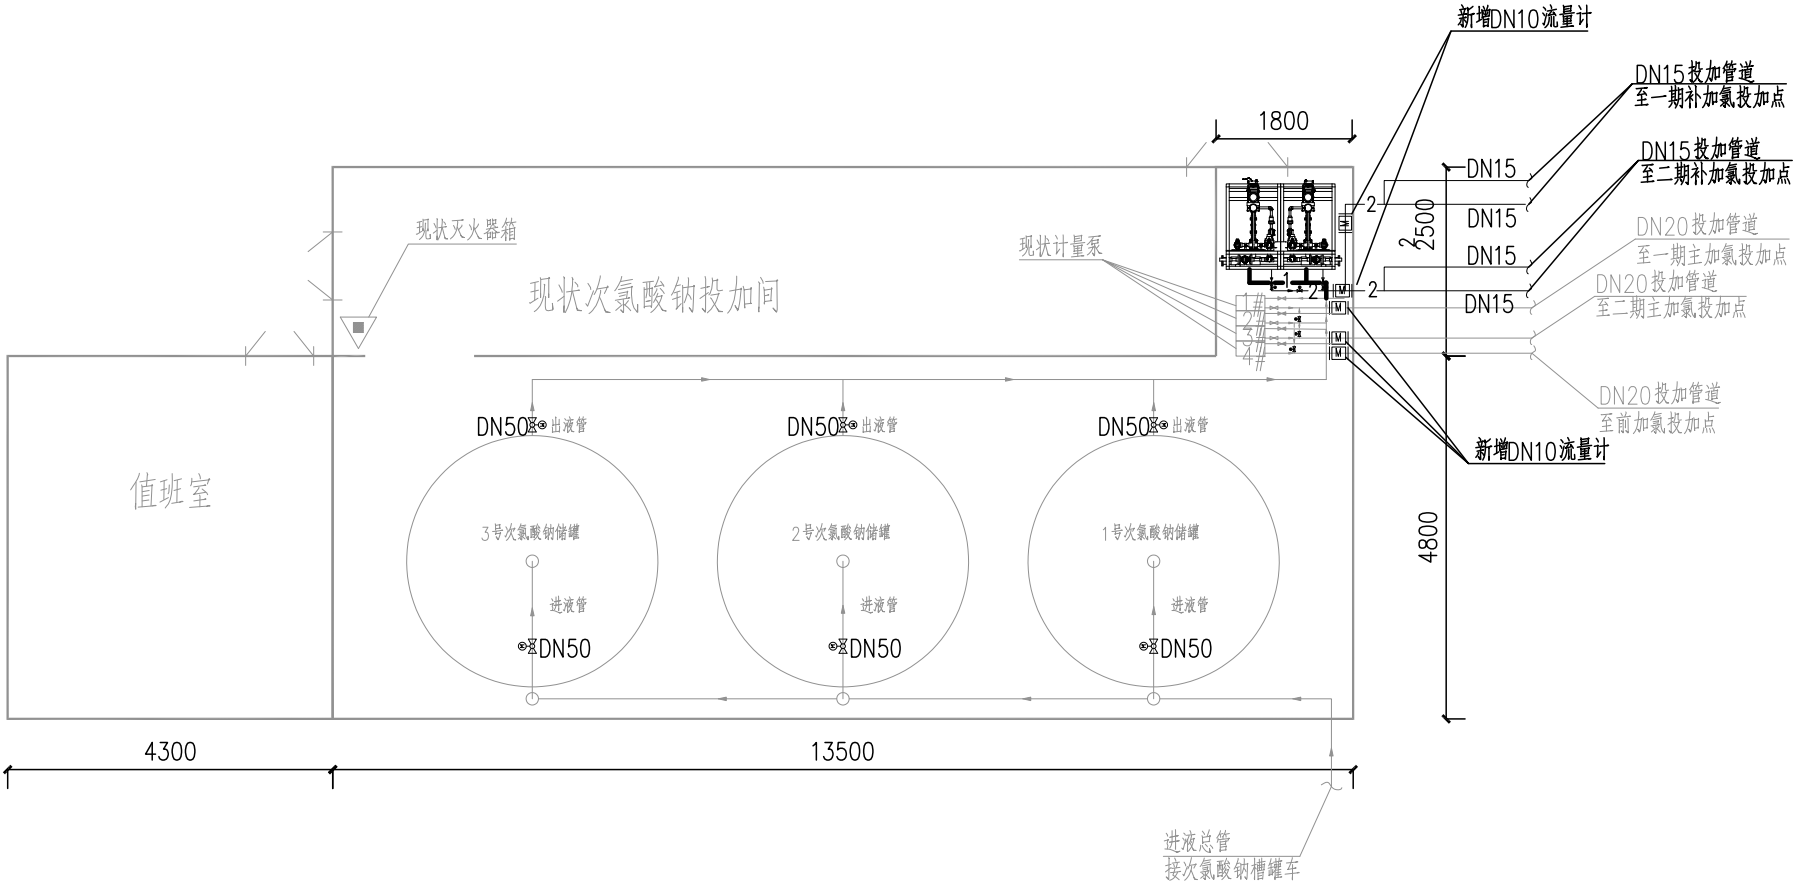 新增DN10流量计
DN15投加管道
至一期补加氯投加点
1800
DN15投加管道
至二期补加氯投加点
DN15
2
DN15
2500
2
DN20投加管道
至一期主加氯投加点
现状灭火器箱
现状计量泵
DN15
DN20投加管道
至二期主加氯投加点
现状次氯酸钠投加间
1
2
2
M
M
DN15
1#
2#
3#
4#
M
M
M
DN20投加管道
至前加氯投加点
DN50
出液管
DN50
出液管
DN50
出液管
新增DN10流量计
值班室
3号次氯酸钠储罐
2号次氯酸钠储罐
1号次氯酸钠储罐
4800
进液管
进液管
进液管
DN50
DN50
DN50
4300
13500
进液总管
接次氯酸钠槽罐车